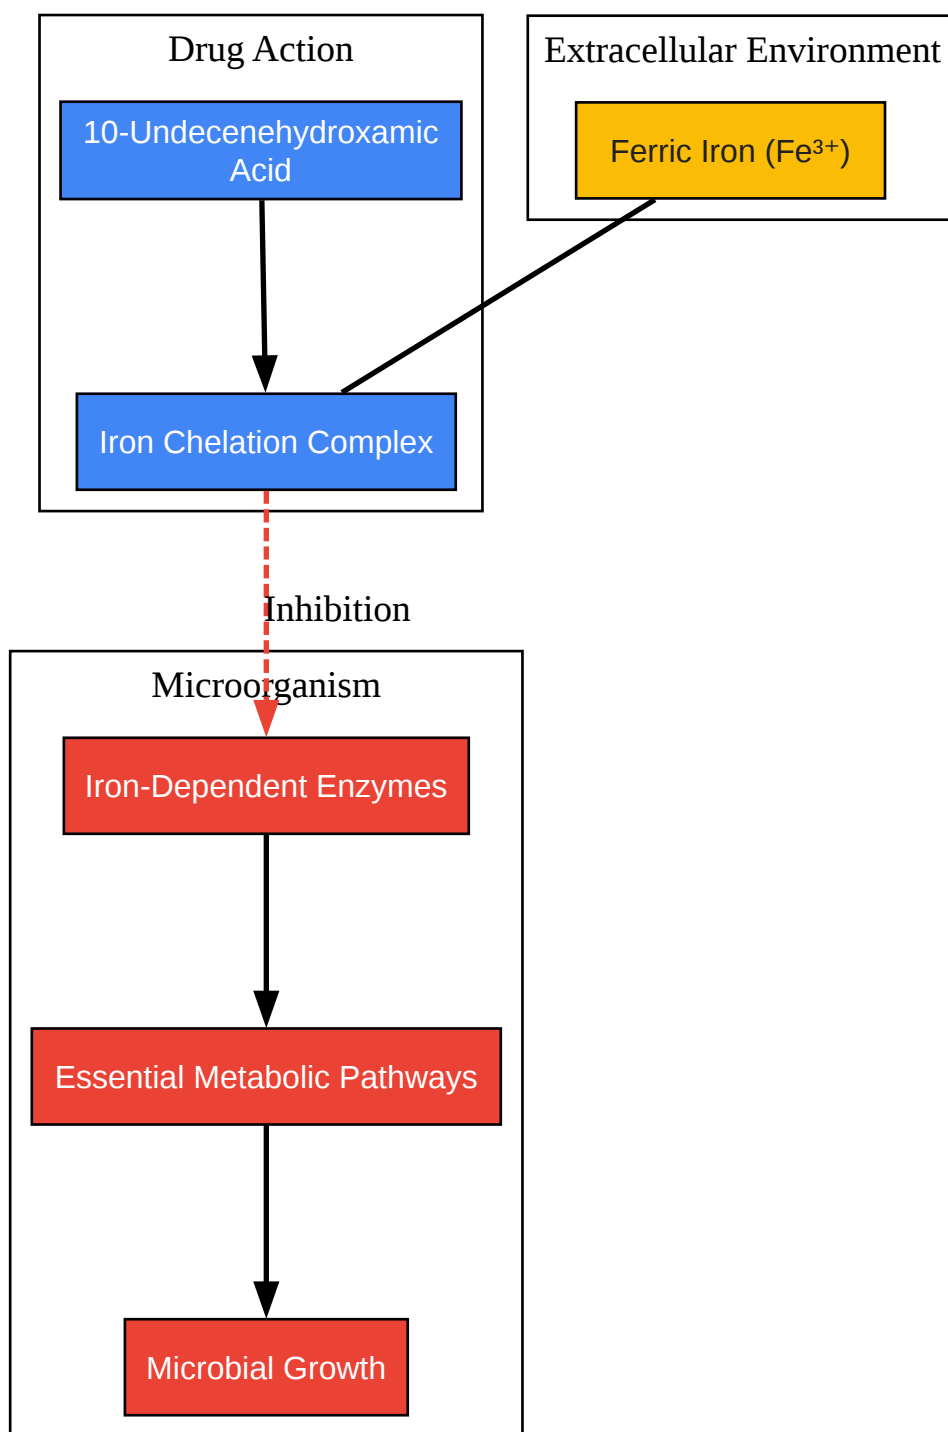 Drug Action
10-Undecenehydroxamic
Acid
Extracellular Environment
Ferric Iron (Fe³⁺)
Iron Chelation Complex
Inhibition
Microorganism
Iron-Dependent Enzymes
Essential Metabolic Pathways
Microbial Growth